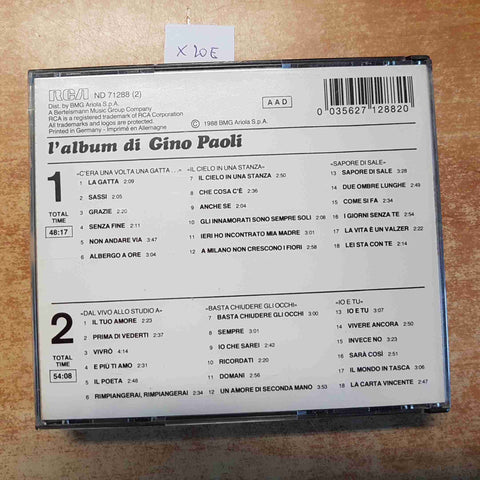 X 20E
RCA ND 71288 (2)
Dist. by BMG Ariola S.p.A.
A Bertelsmann Music Group Company
RCA is a registered trademark of RCA Corporation
All trademarks and logos are protected.
Printed in Germany - Imprimé en Allemagne
℗ © 1988 BMG Ariola S.p.A.
AAD
0 035627 128820
l'album di Gino Paoli
1
TOTAL
TIME
48:17
«C'ERA UNA VOLTA UNA GATTA . . .»
1 LA GATTA 2:09
2 SASSI 2:05
3 GRAZIE 2:20
4 SENZA FINE 2:11
5 NON ANDARE VIA 3:47
6 ALBERGO A ORE 3:04
«IL CIELO IN UNA STANZA»
7 IL CIELO IN UNA STANZA 2:50
8 CHE COSA C'È 2:36
9 ANCHE SE 2:04
10 GLI INNAMORATI SONO SEMPRE SOLI 2:08
11 IERI HO INCONTRATO MIA MADRE 3:01
12 A MILANO NON CRESCONO I FIORI 2:58
«SAPORE DI SALE»
13 SAPORE DI SALE 3:28
14 DUE OMBRE LUNGHE 2:49
15 COME SI FA 2:34
16 I GIORNI SENZA TE 2:54
17 LA VITA È UN VALZER 2:22
18 LEI STA CON TE 2:14
2
TOTAL
TIME
54:08
«DAL VIVO ALLO STUDIO A»
1 IL TUO AMORE 2:23
2 PRIMA DI VEDERTI 3:37
3 VIVRÒ 4:14
4 E PIÙ TI AMO 2:31
5 IL POETA 2:48
6 RIMPIANGERAI, RIMPIANGERAI 2:34
«BASTA CHIUDERE GLI OCCHI»
7 BASTA CHIUDERE GLI OCCHI 3:00
8 SEMPRE 3:01
9 IO CHE SAREI 2:42
10 RICORDATI 2:20
11 DOMANI 2:56
12 UN AMORE DI SECONDA MANO 3:53
«IO E TU»
13 IO E TU 3:17
14 VIVERE ANCORA 2:50
15 INVECE NO 3:23
16 SARÀ COSÌ 2:51
17 IL MONDO IN TASCA 3:06
18 LA CARTA VINCENTE 2:47